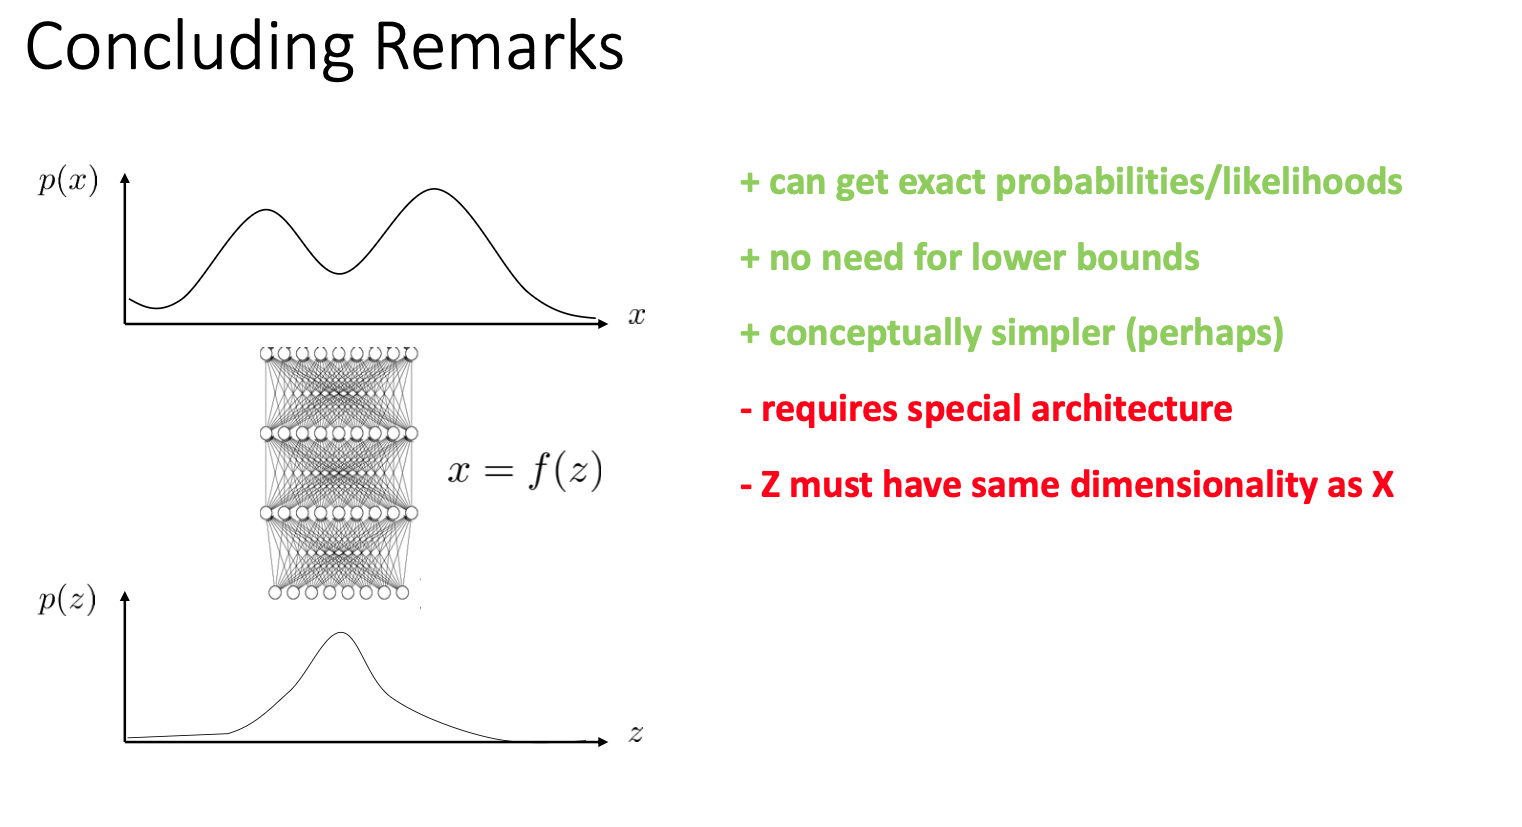 Concluding Remarks
p(x)
x
x = f(z)
p(z)
z
+ can get exact probabilities/likelihoods
+ no need for lower bounds
+ conceptually simpler (perhaps)
- requires special architecture
- Z must have same dimensionality as X